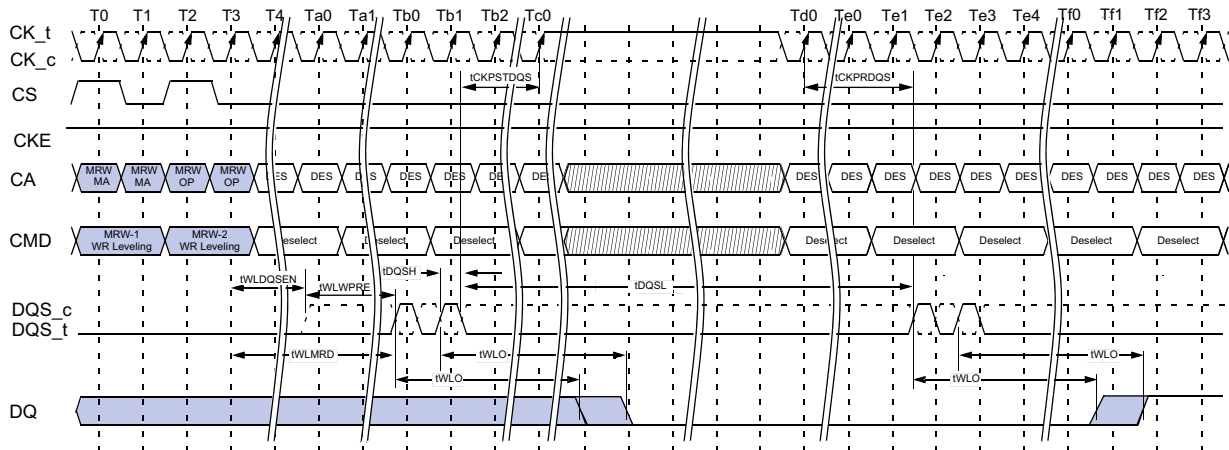 T0 T1 T2 T3 T4 Ta0 Ta1 Tb0 Tb1 Tb2 Tc0 Td0 Te0 Te1 Te2 Te3 Te4 Tf0 Tf1 Tf2 Tf3
CK_t
CK_c
tCKPSTDQS tCKPRDQS
CS
CKE
CA
MRW MA MRW MA MRW OP MRW OP DES DES DES DES DES DES DES DES DES DES DES DES DES DES DES
CMD
MRW-1 WR Leveling MRW-2 WR Leveling Deselect Deselect Deselect Deselect Deselect Deselect Deselect Deselect
tWLDQSEN tWLWPRE tDQSH tDQSL
DQS_c
DQS_t
tWLMRD tWLO tWLO
tWLO tWLO
DQ